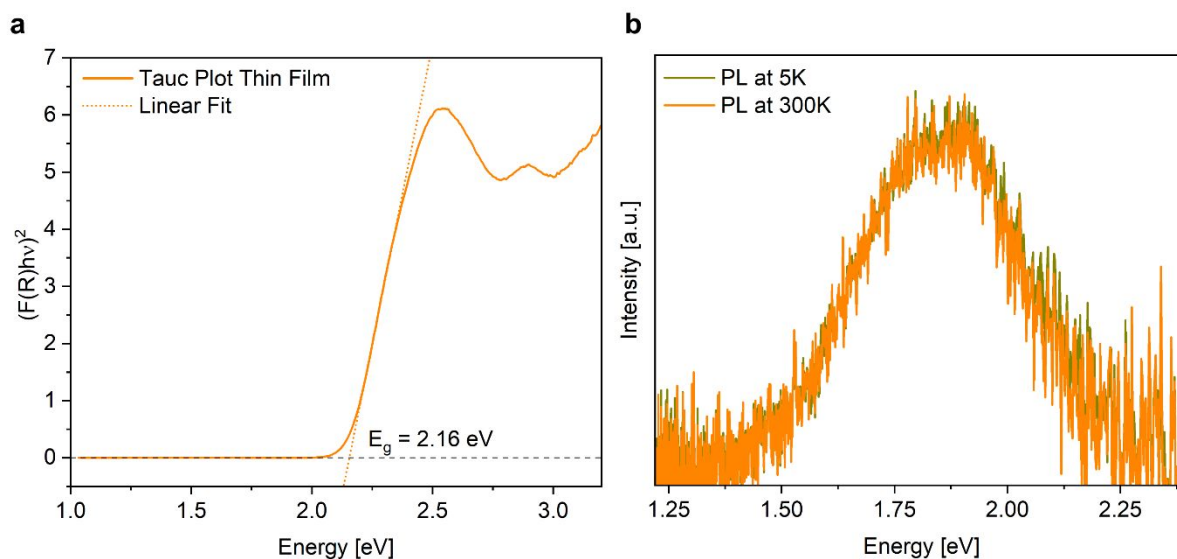 a
7
6
5
4
3
2
1
0
(F(R)hν)²
Tauc Plot Thin Film
Linear Fit
E_g = 2.16 eV
1.0 1.5 2.0 2.5 3.0
Energy [eV]
b
Intensity [a.u.]
PL at 5K
PL at 300K
1.25 1.50 1.75 2.00 2.25
Energy [eV]